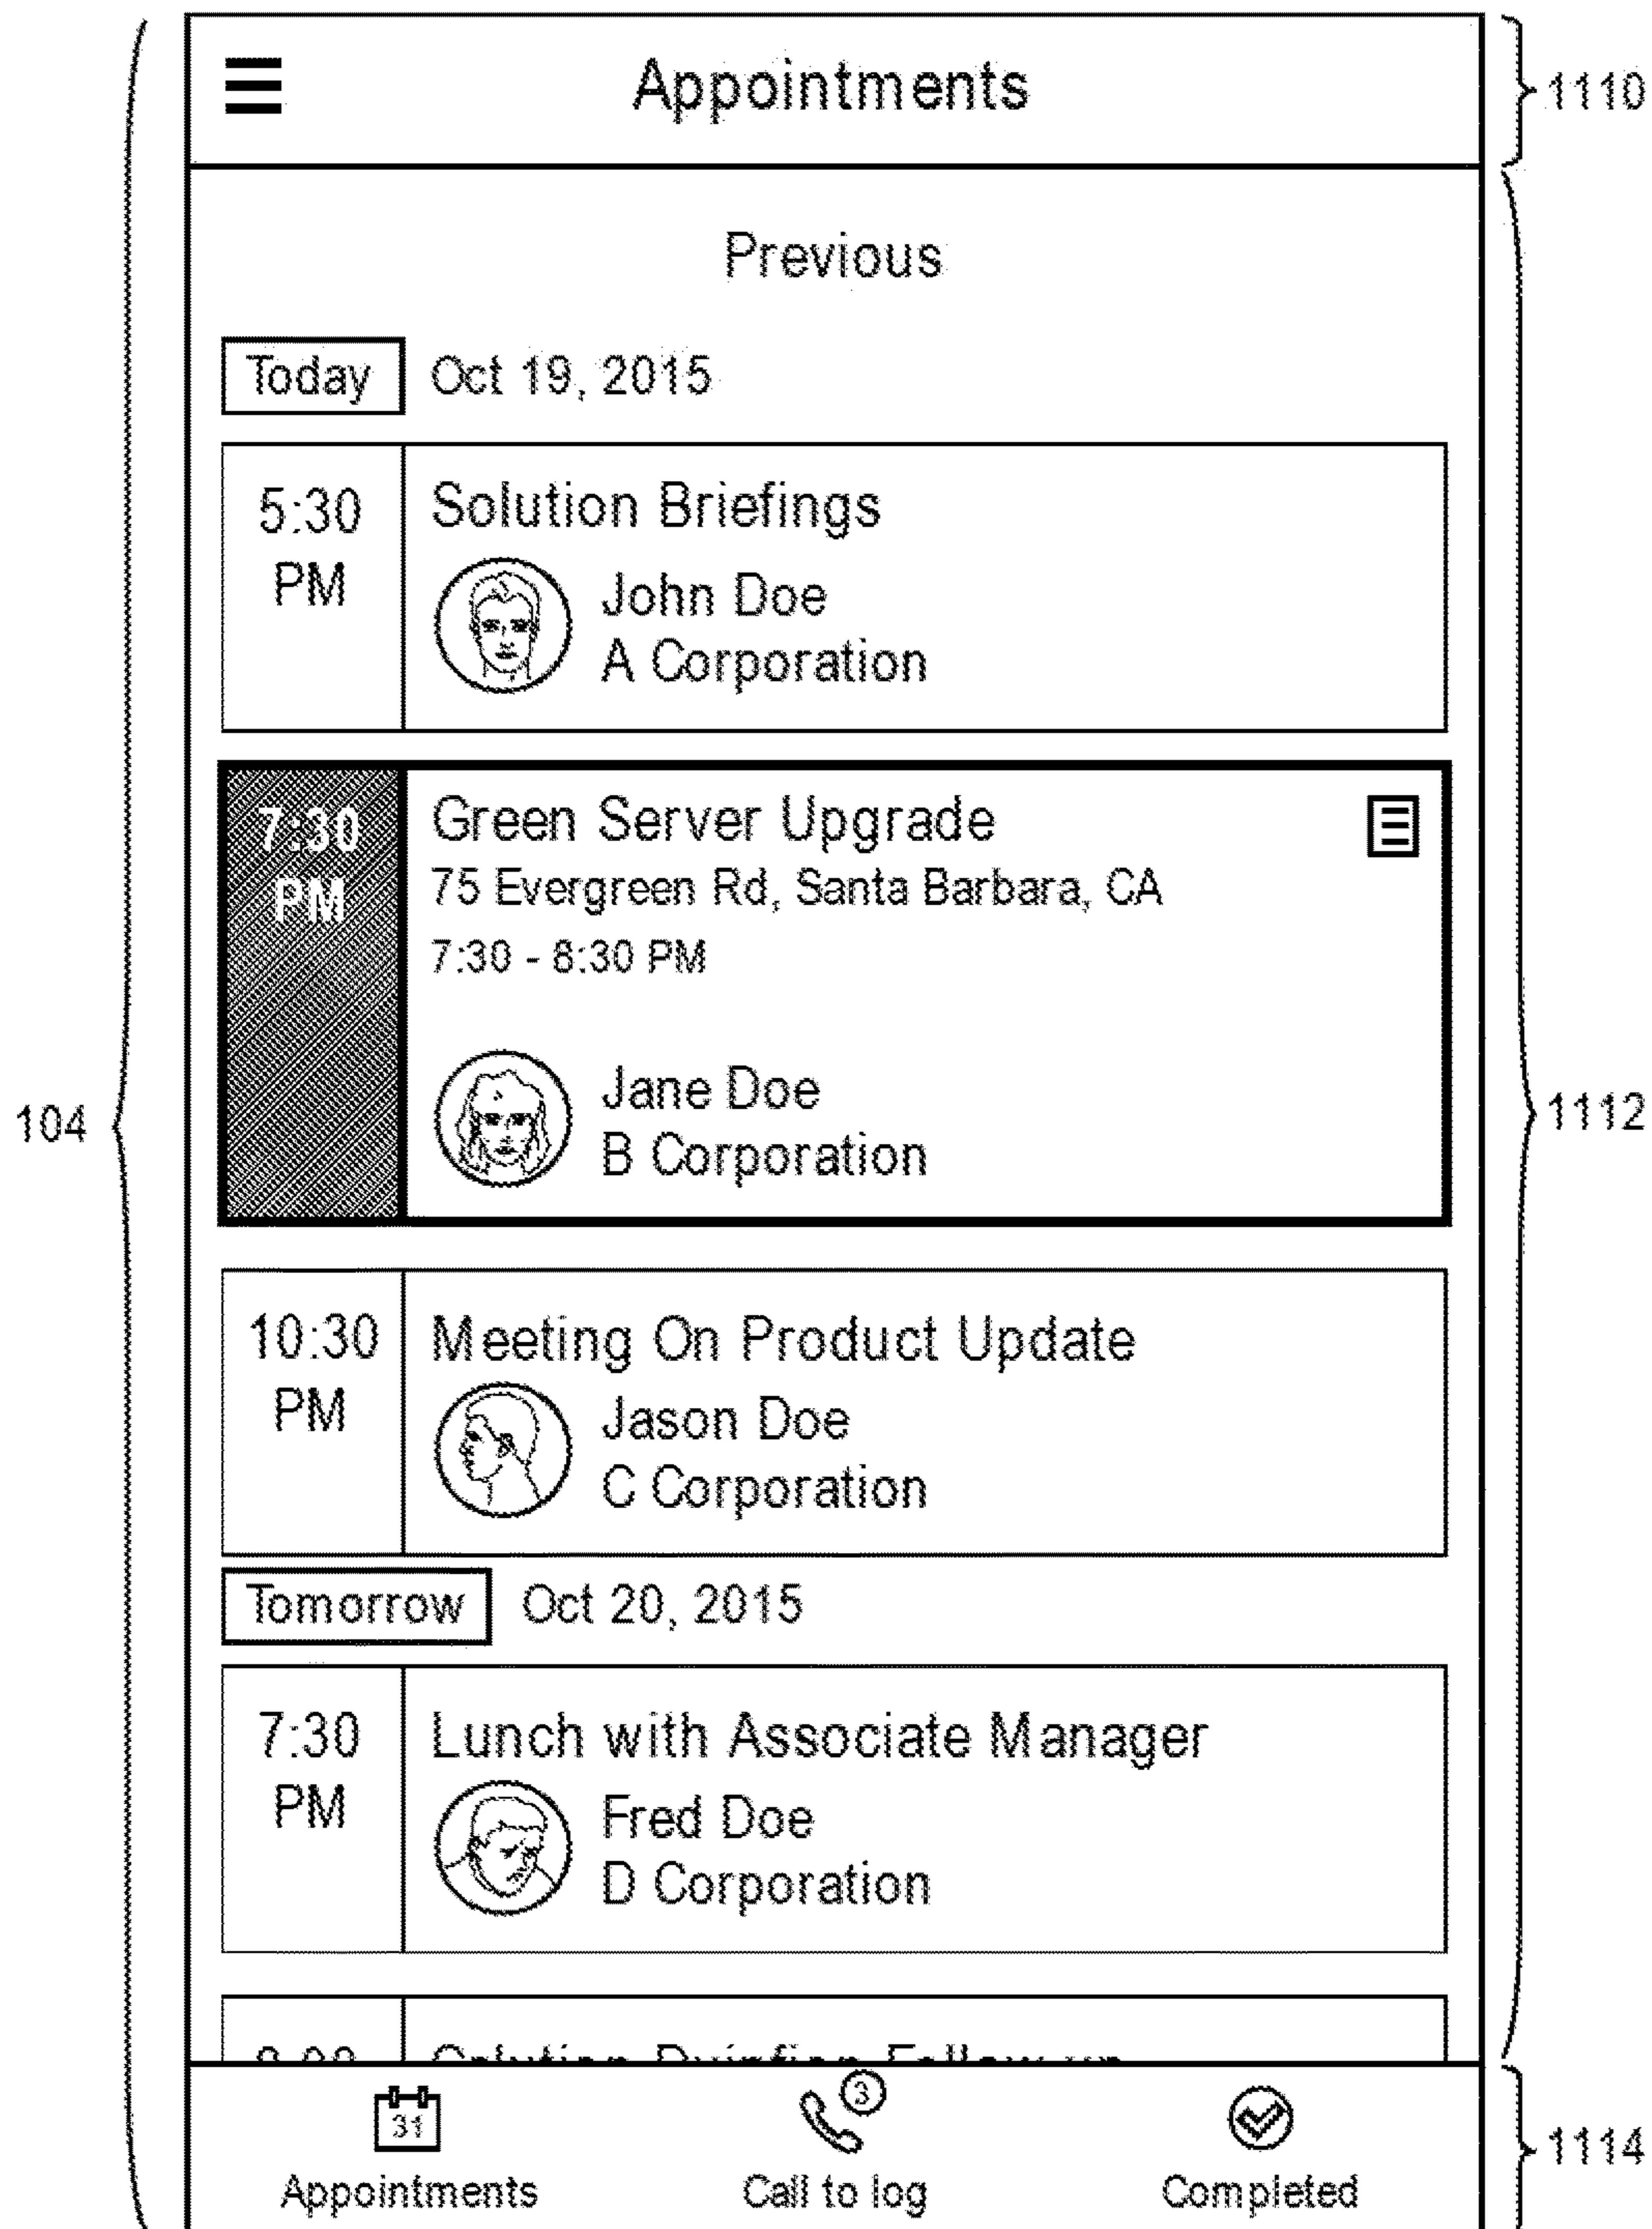 Appointments
1110
Previous
Today Oct 19, 2015
5:30
PM
Solution Briefings
John Doe
A Corporation
7:30
PM
Green Server Upgrade
75 Evergreen Rd, Santa Barbara, CA
7:30 - 8:30 PM
Jane Doe
B Corporation
104
1112
10:30
PM
Meeting On Product Update
Jason Doe
C Corporation
Tomorrow Oct 20, 2015
7:30
PM
Lunch with Associate Manager
Fred Doe
D Corporation
31
3
Appointments
Call to log
Completed
1114